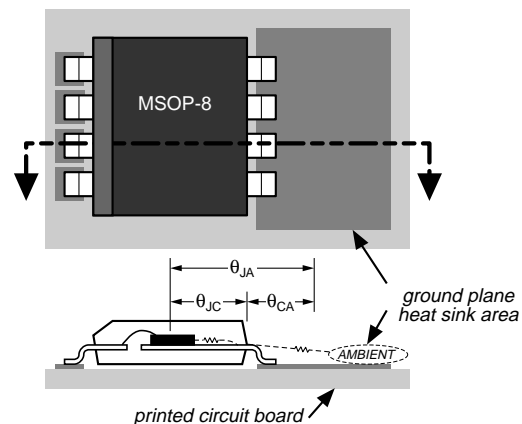 MSOP-8
θJA
θJC
θCA
ground plane
heat sink area
AMBIENT
printed circuit board